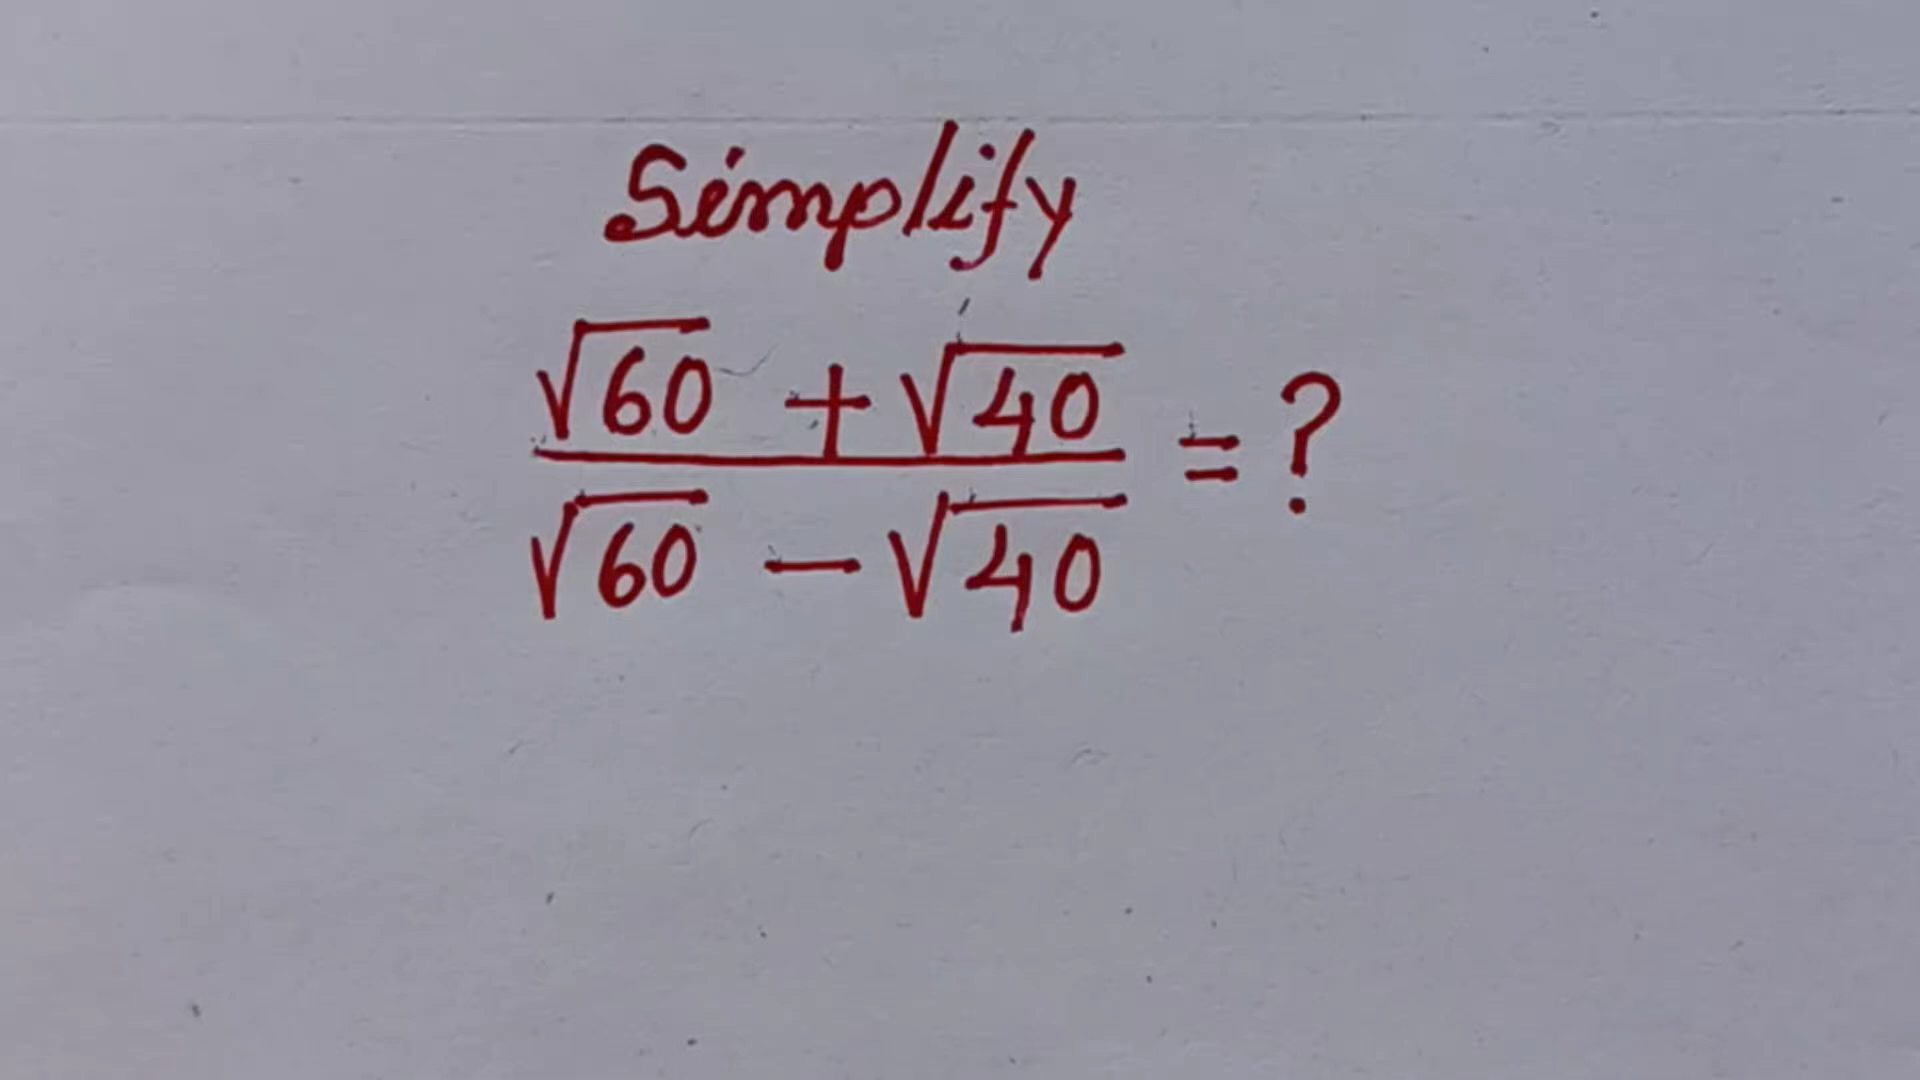 Simplify
√60 + √40
√60 - √40
= ?